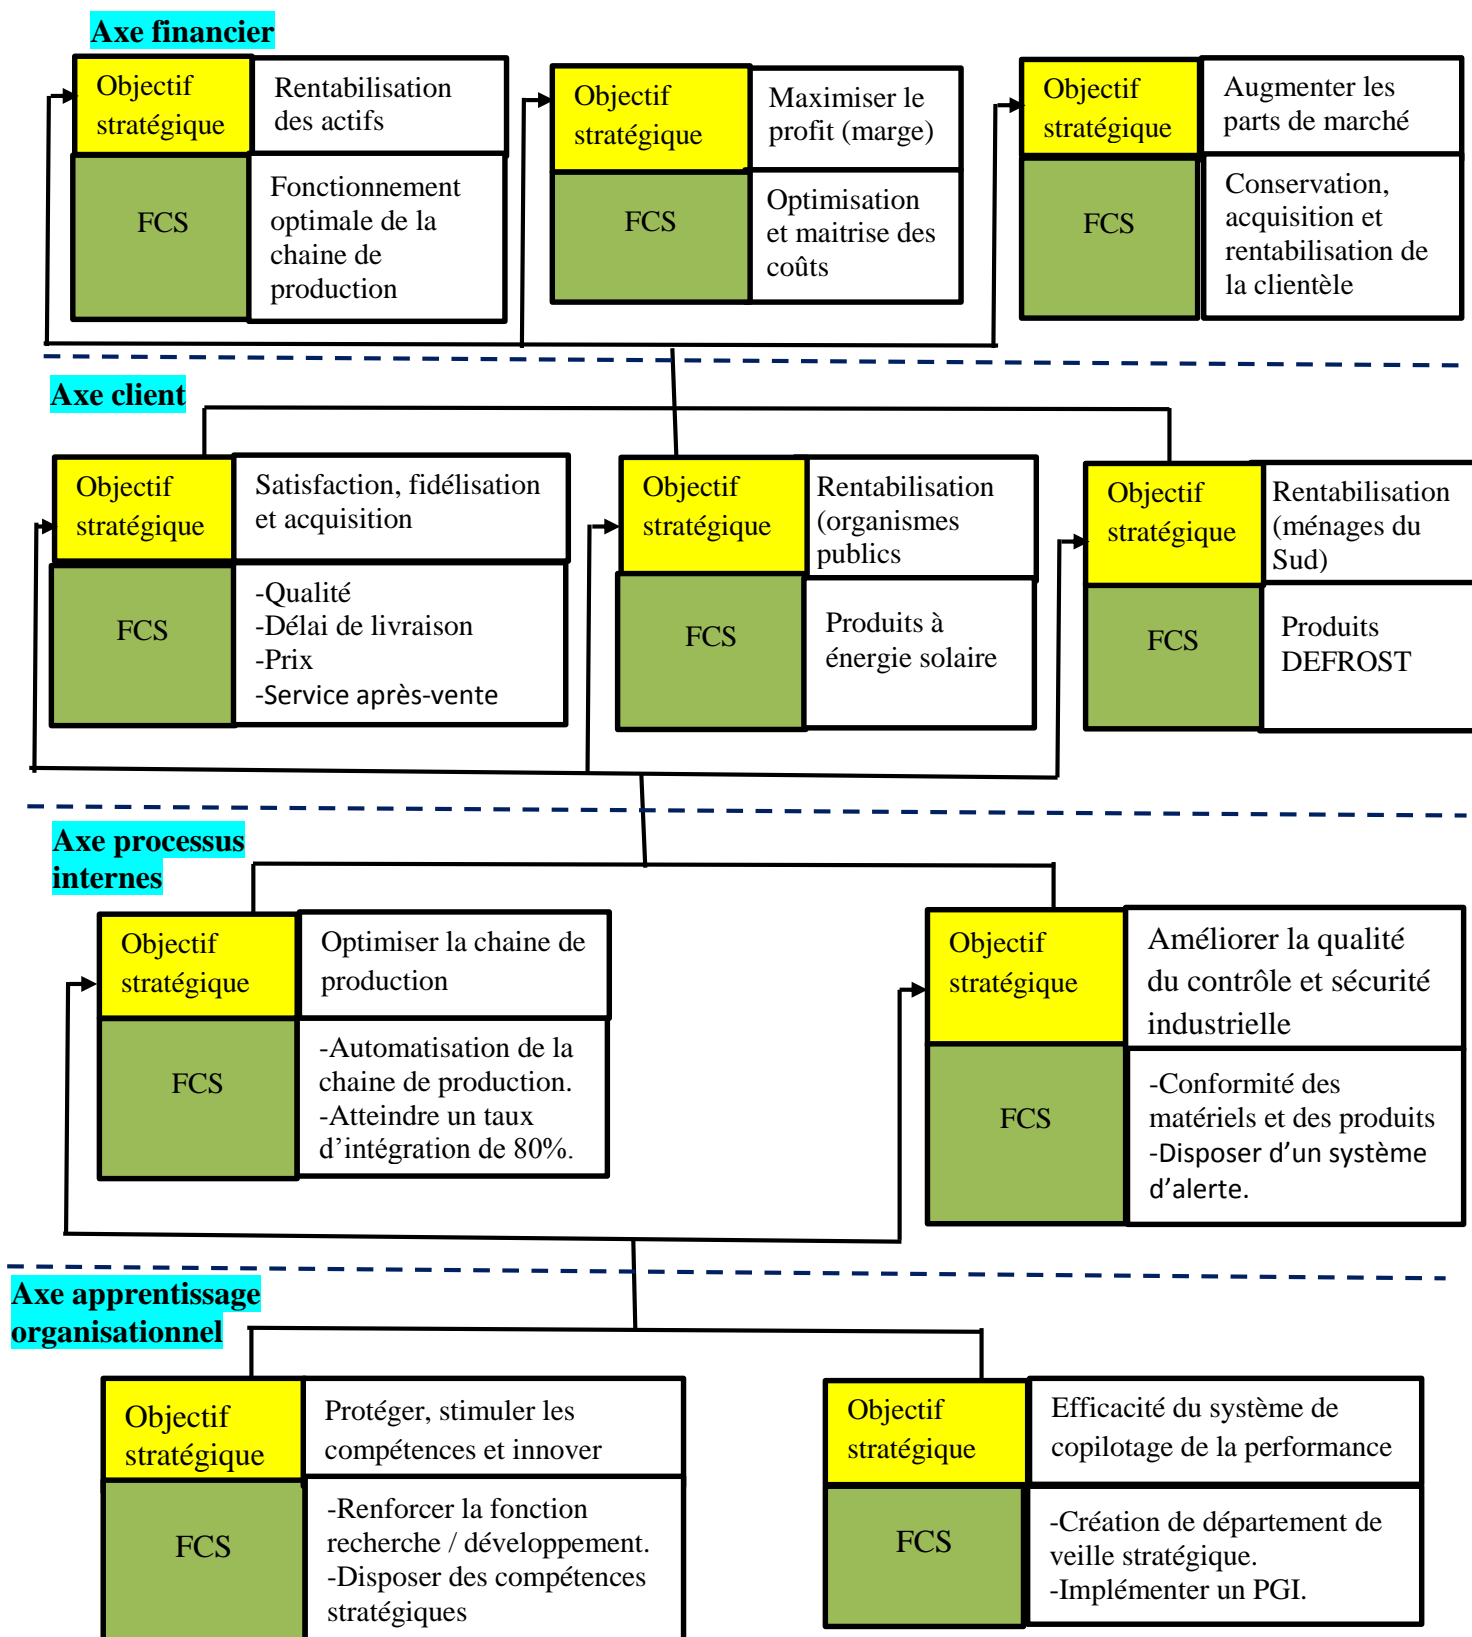 Axe financier
Objectif
stratégique
Rentabilisation
des actifs
FCS
Fonctionnement
optimale de la
chaine de
production
Objectif
stratégique
Maximiser le
profit (marge)
FCS
Optimisation
et maitrise des
coûts
Objectif
stratégique
Augmenter les
parts de marché
FCS
Conservation,
acquisition et
rentabilisation de
la clientèle
Axe client
Objectif
stratégique
Satisfaction, fidélisation
et acquisition
FCS
-Qualité
-Délai de livraison
-Prix
-Service après-vente
Objectif
stratégique
Rentabilisation
(organismes
publics
FCS
Produits à
énergie solaire
Objectif
stratégique
Rentabilisation
(ménages du
Sud)
FCS
Produits
DEFROST
Axe processus
internes
Objectif
stratégique
Optimiser la chaine de
production
FCS
-Automatisation de la
chaine de production.
-Atteindre un taux
d’intégration de 80%.
Objectif
stratégique
Améliorer la qualité
du contrôle et sécurité
industrielle
FCS
-Conformité des
matériels et des produits
-Disposer d’un système
d’alerte.
Axe apprentissage
organisationnel
Objectif
stratégique
Protéger, stimuler les
compétences et innover
FCS
-Renforcer la fonction
recherche / développement.
-Disposer des compétences
stratégiques
Objectif
stratégique
Efficacité du système de
copilotage de la performance
FCS
-Création de département de
veille stratégique.
-Implémenter un PGI.